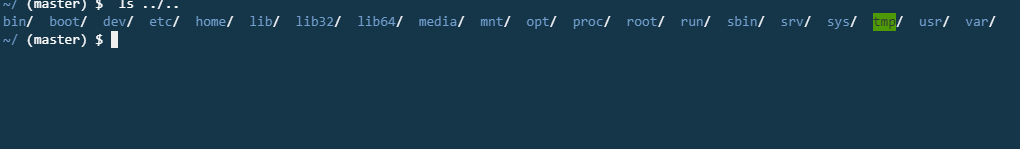 ~/ (master) $  ls ../..
bin/  boot/  dev/  etc/  home/  lib/  lib32/  lib64/  media/  mnt/  opt/  proc/  root/  run/  sbin/  srv/  sys/  tmp/  usr/  var/
~/ (master) $